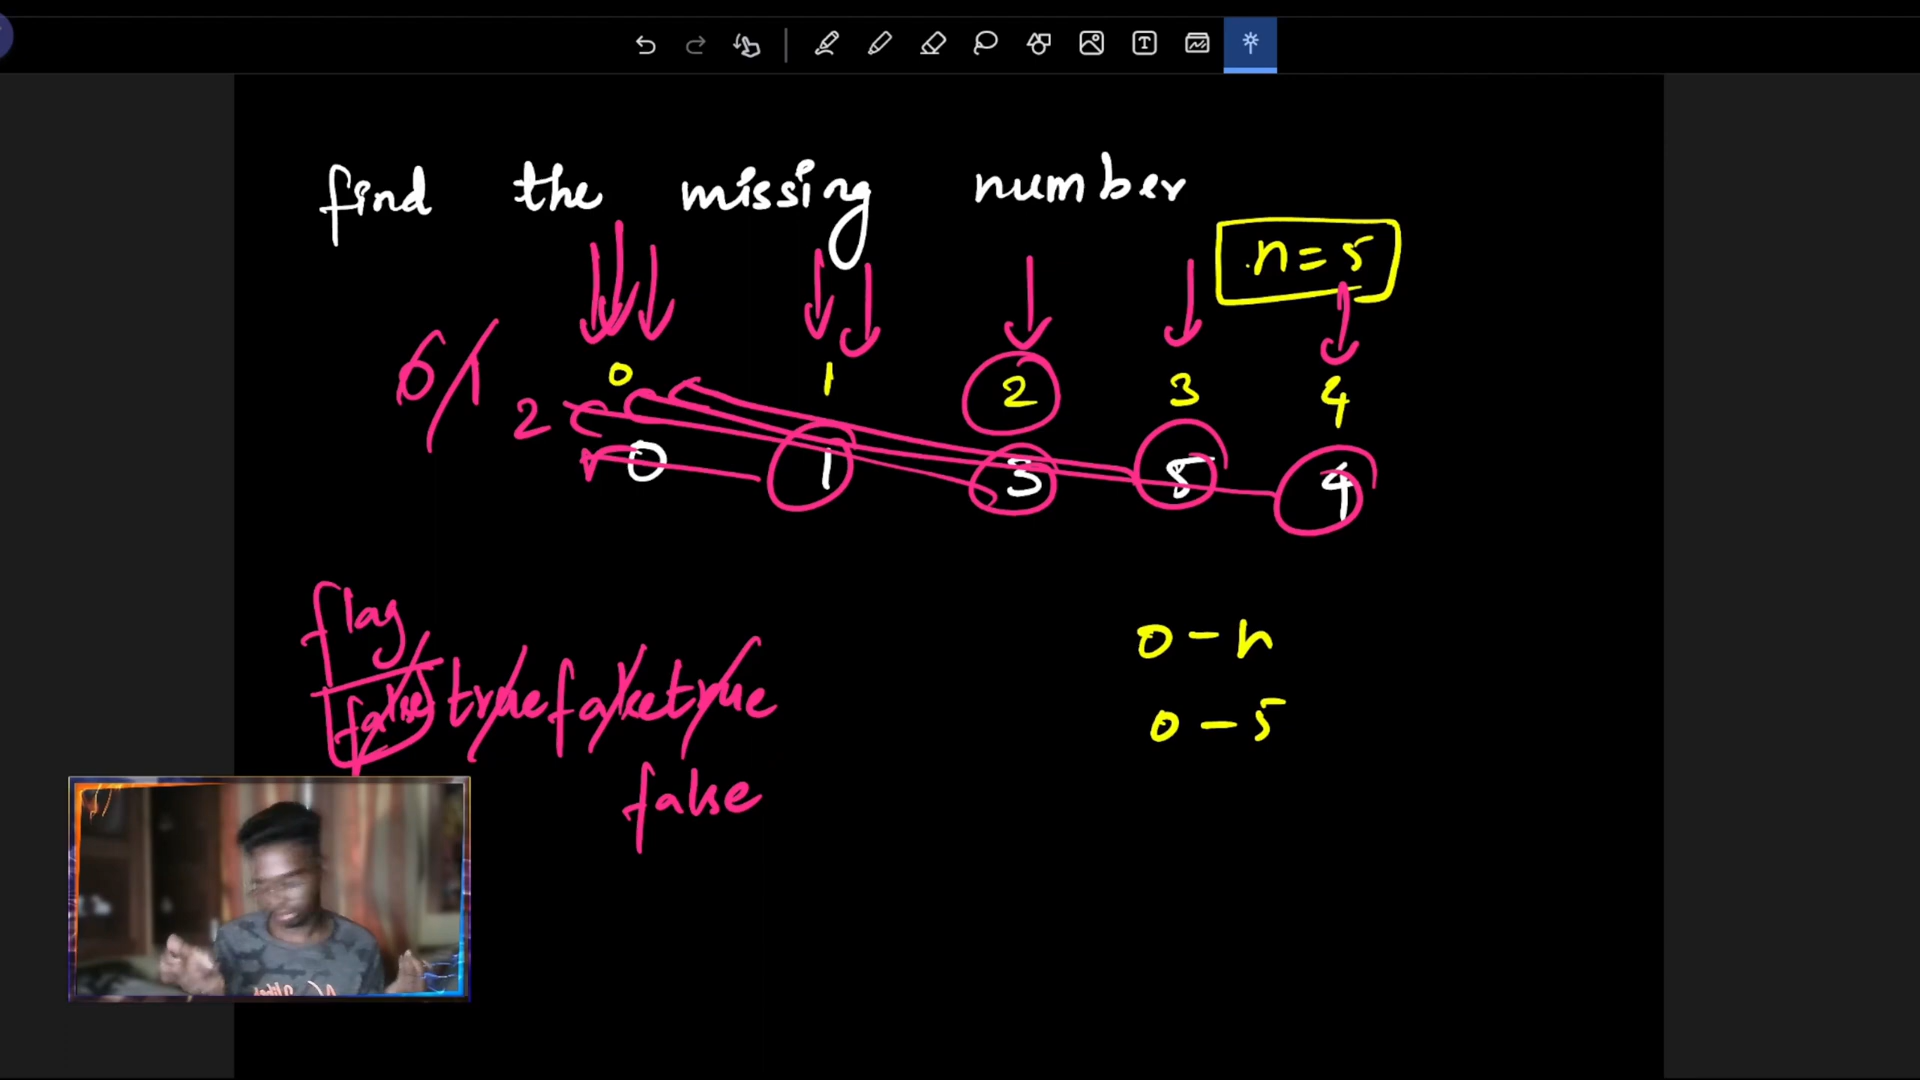 find the missing number
n = 5
0 1 2 3 4
0/1 2
0 1 3 5 4
flag
false true false true
false
0 - n
0 - 5